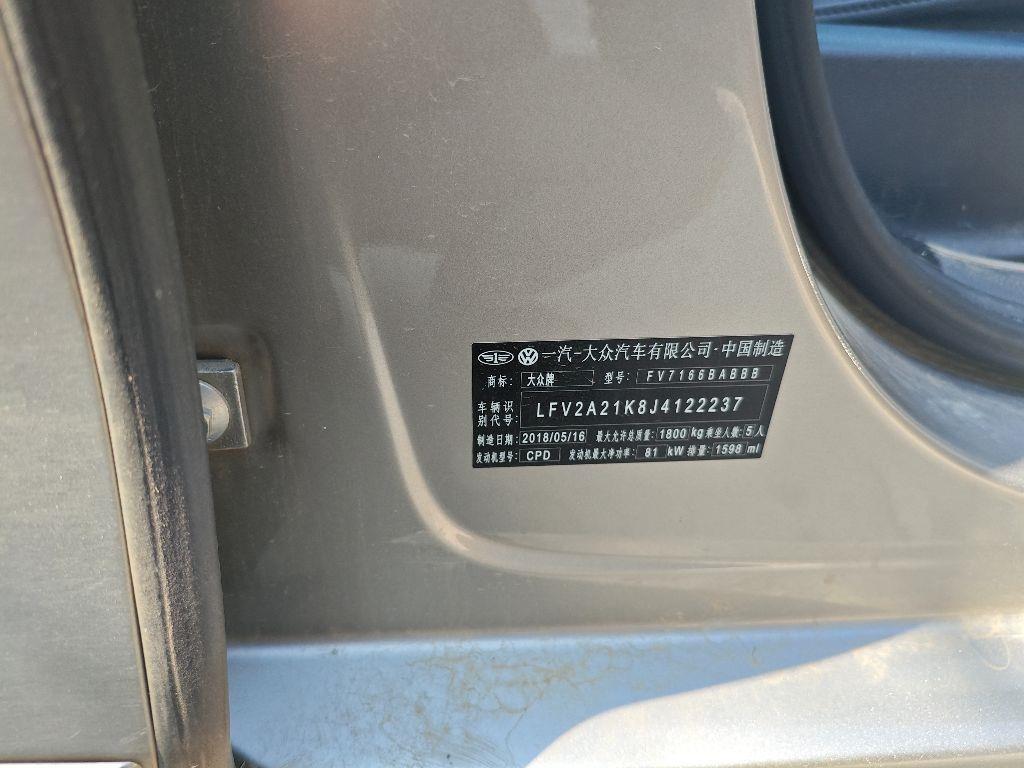 一汽-大众汽车有限公司·中国制造
商标: 大众牌 型号: FV7166BABBB
车辆识别代号: LFV2A21K8J4122237
制造日期: 2018/05/16 最大允许总质量: 1800 kg 乘坐人数: 5 人
发动机型号: CPD 发动机最大净功率: 81 kW 排量: 1598 ml